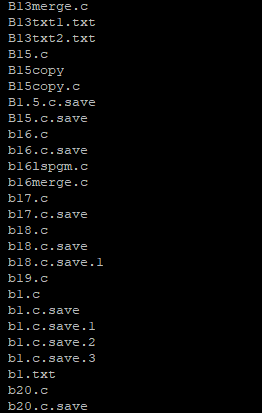 B13merge.c
B13txt1.txt
B13txt2.txt
B15.c
B15copy
B15copy.c
B1.5.c.save
B15.c.save
b16.c
b16.c.save
b16lspgm.c
b16merge.c
b17.c
b17.c.save
b18.c
b18.c.save
b18.c.save.1
b19.c
b1.c
b1.c.save
b1.c.save.1
b1.c.save.2
b1.c.save.3
b1.txt
b20.c
b20.c.save